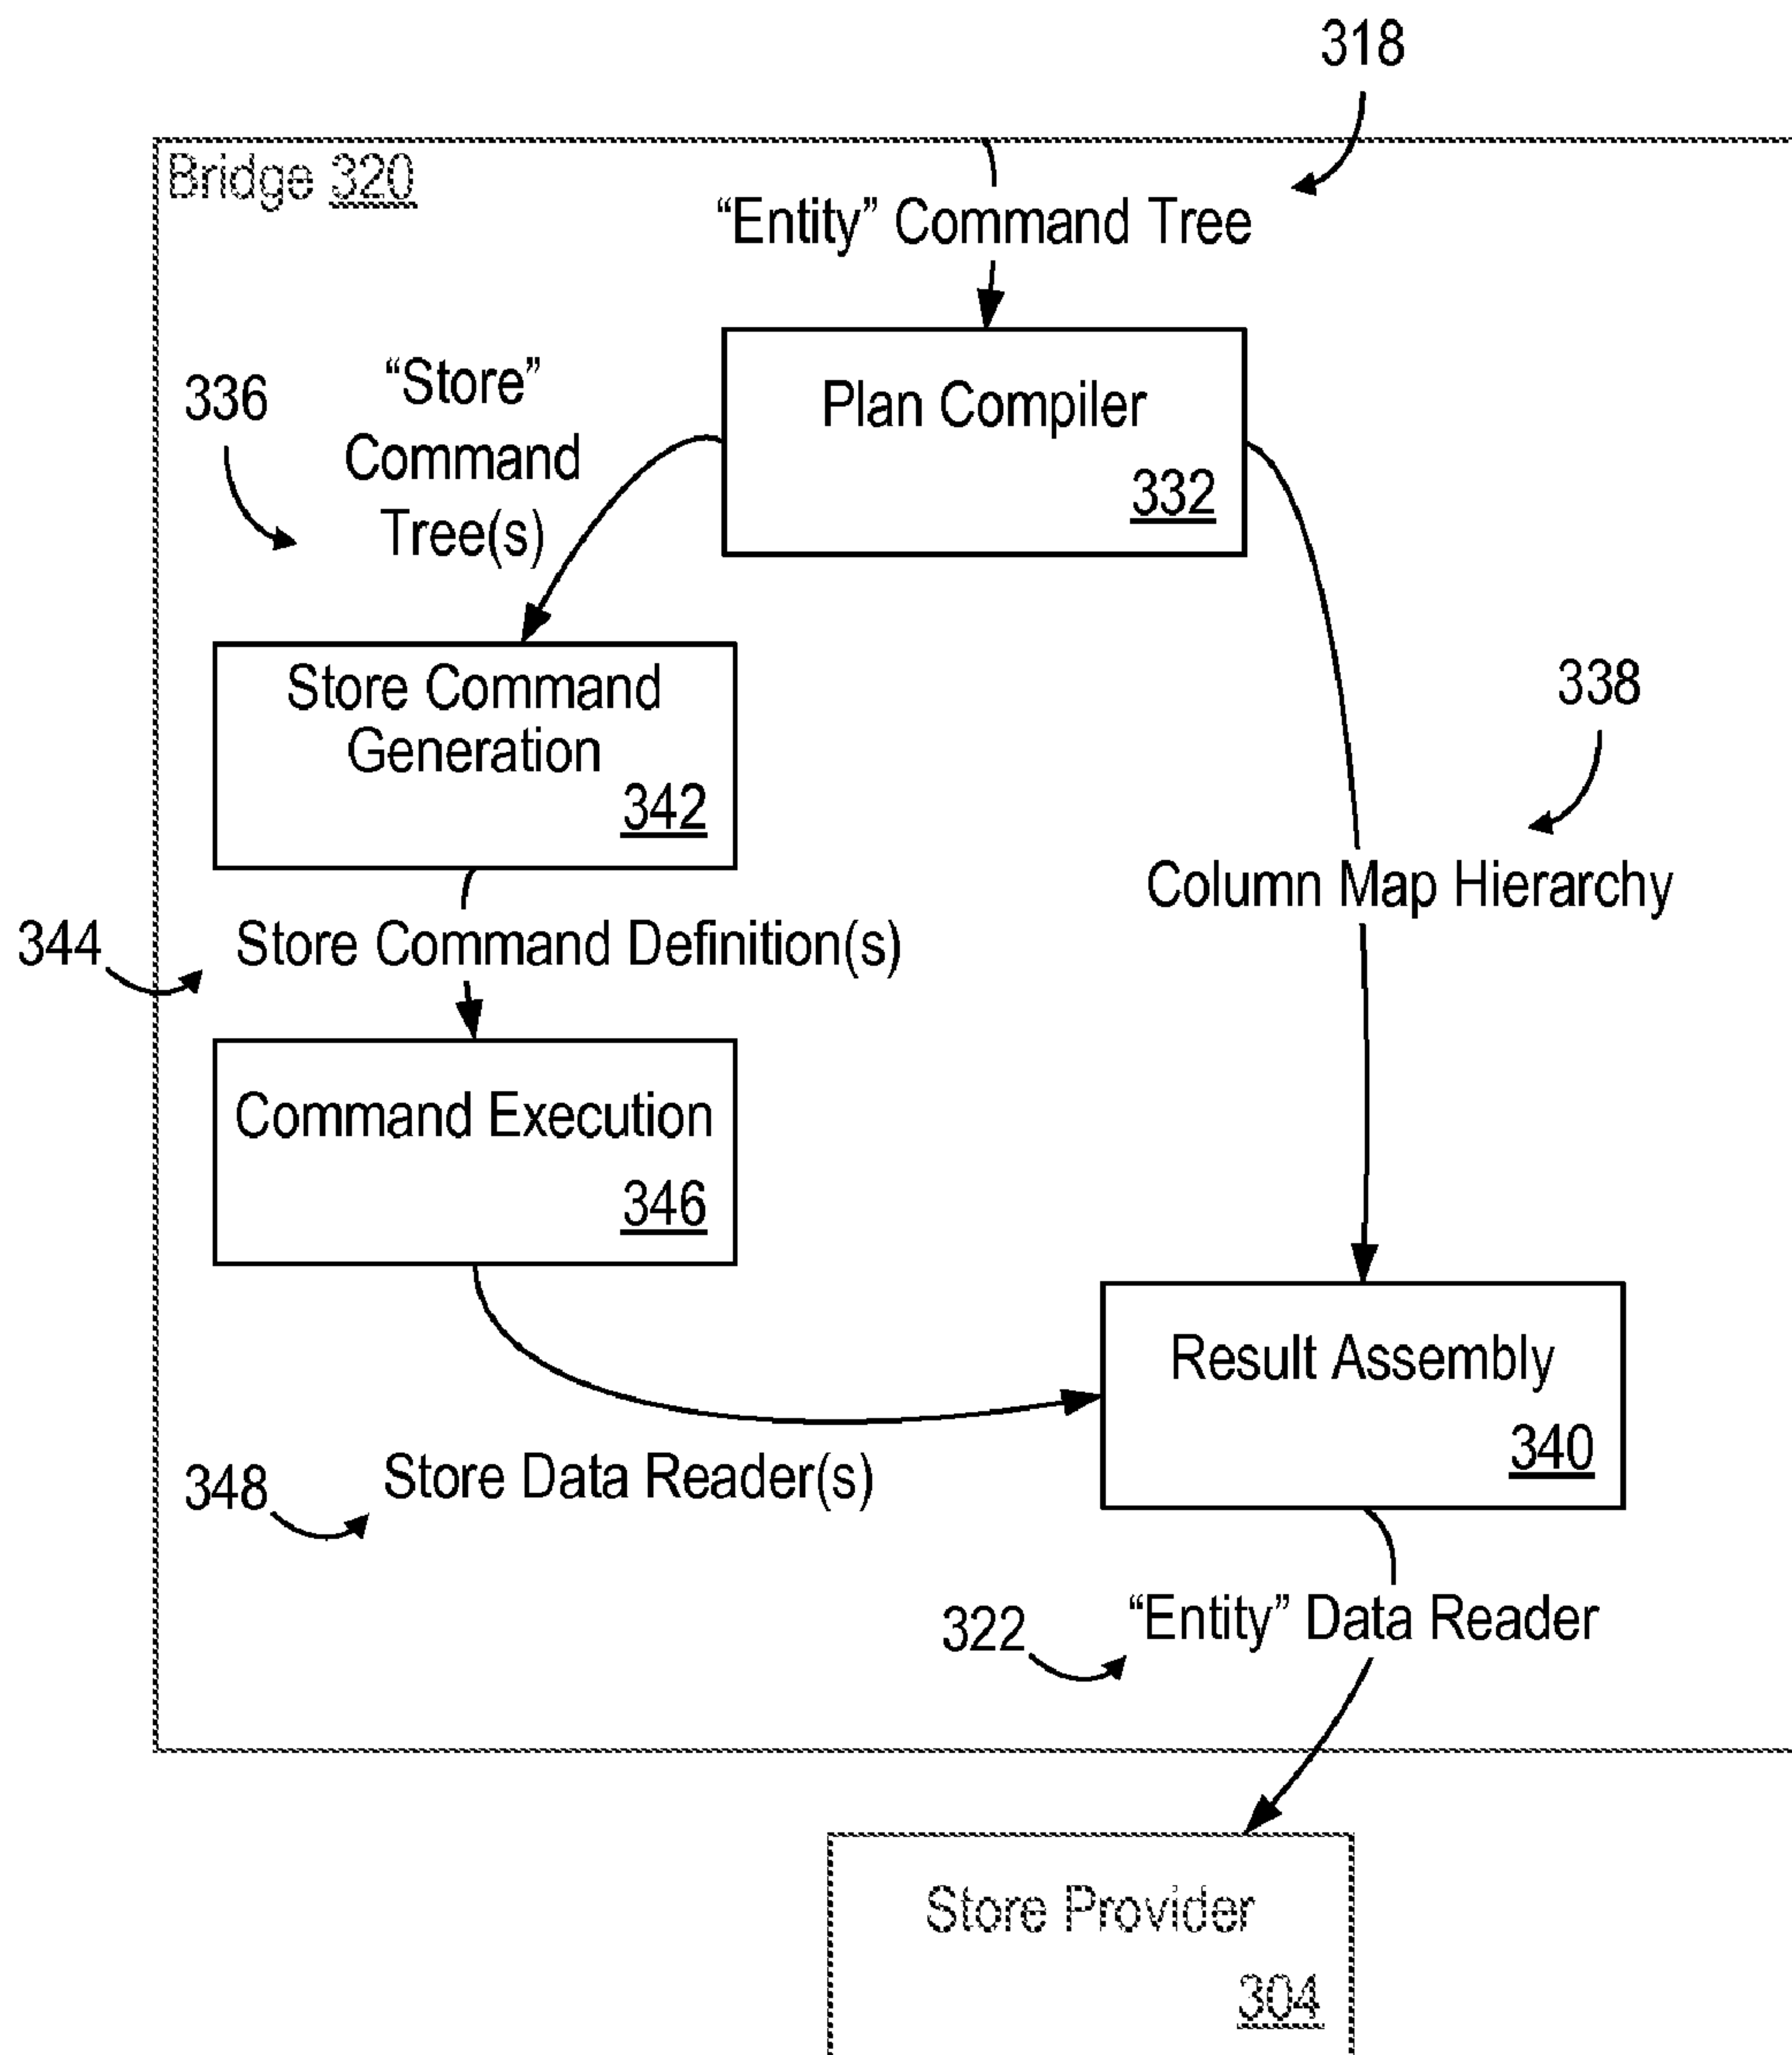 318
Bridge 320
“Entity” Command Tree
336
“Store”
Command
Tree(s)
Plan Compiler
332
Store Command
Generation
342
338
Column Map Hierarchy
344
Store Command Definition(s)
Command Execution
346
Result Assembly
340
348
Store Data Reader(s)
322
“Entity” Data Reader
Store Provider
304